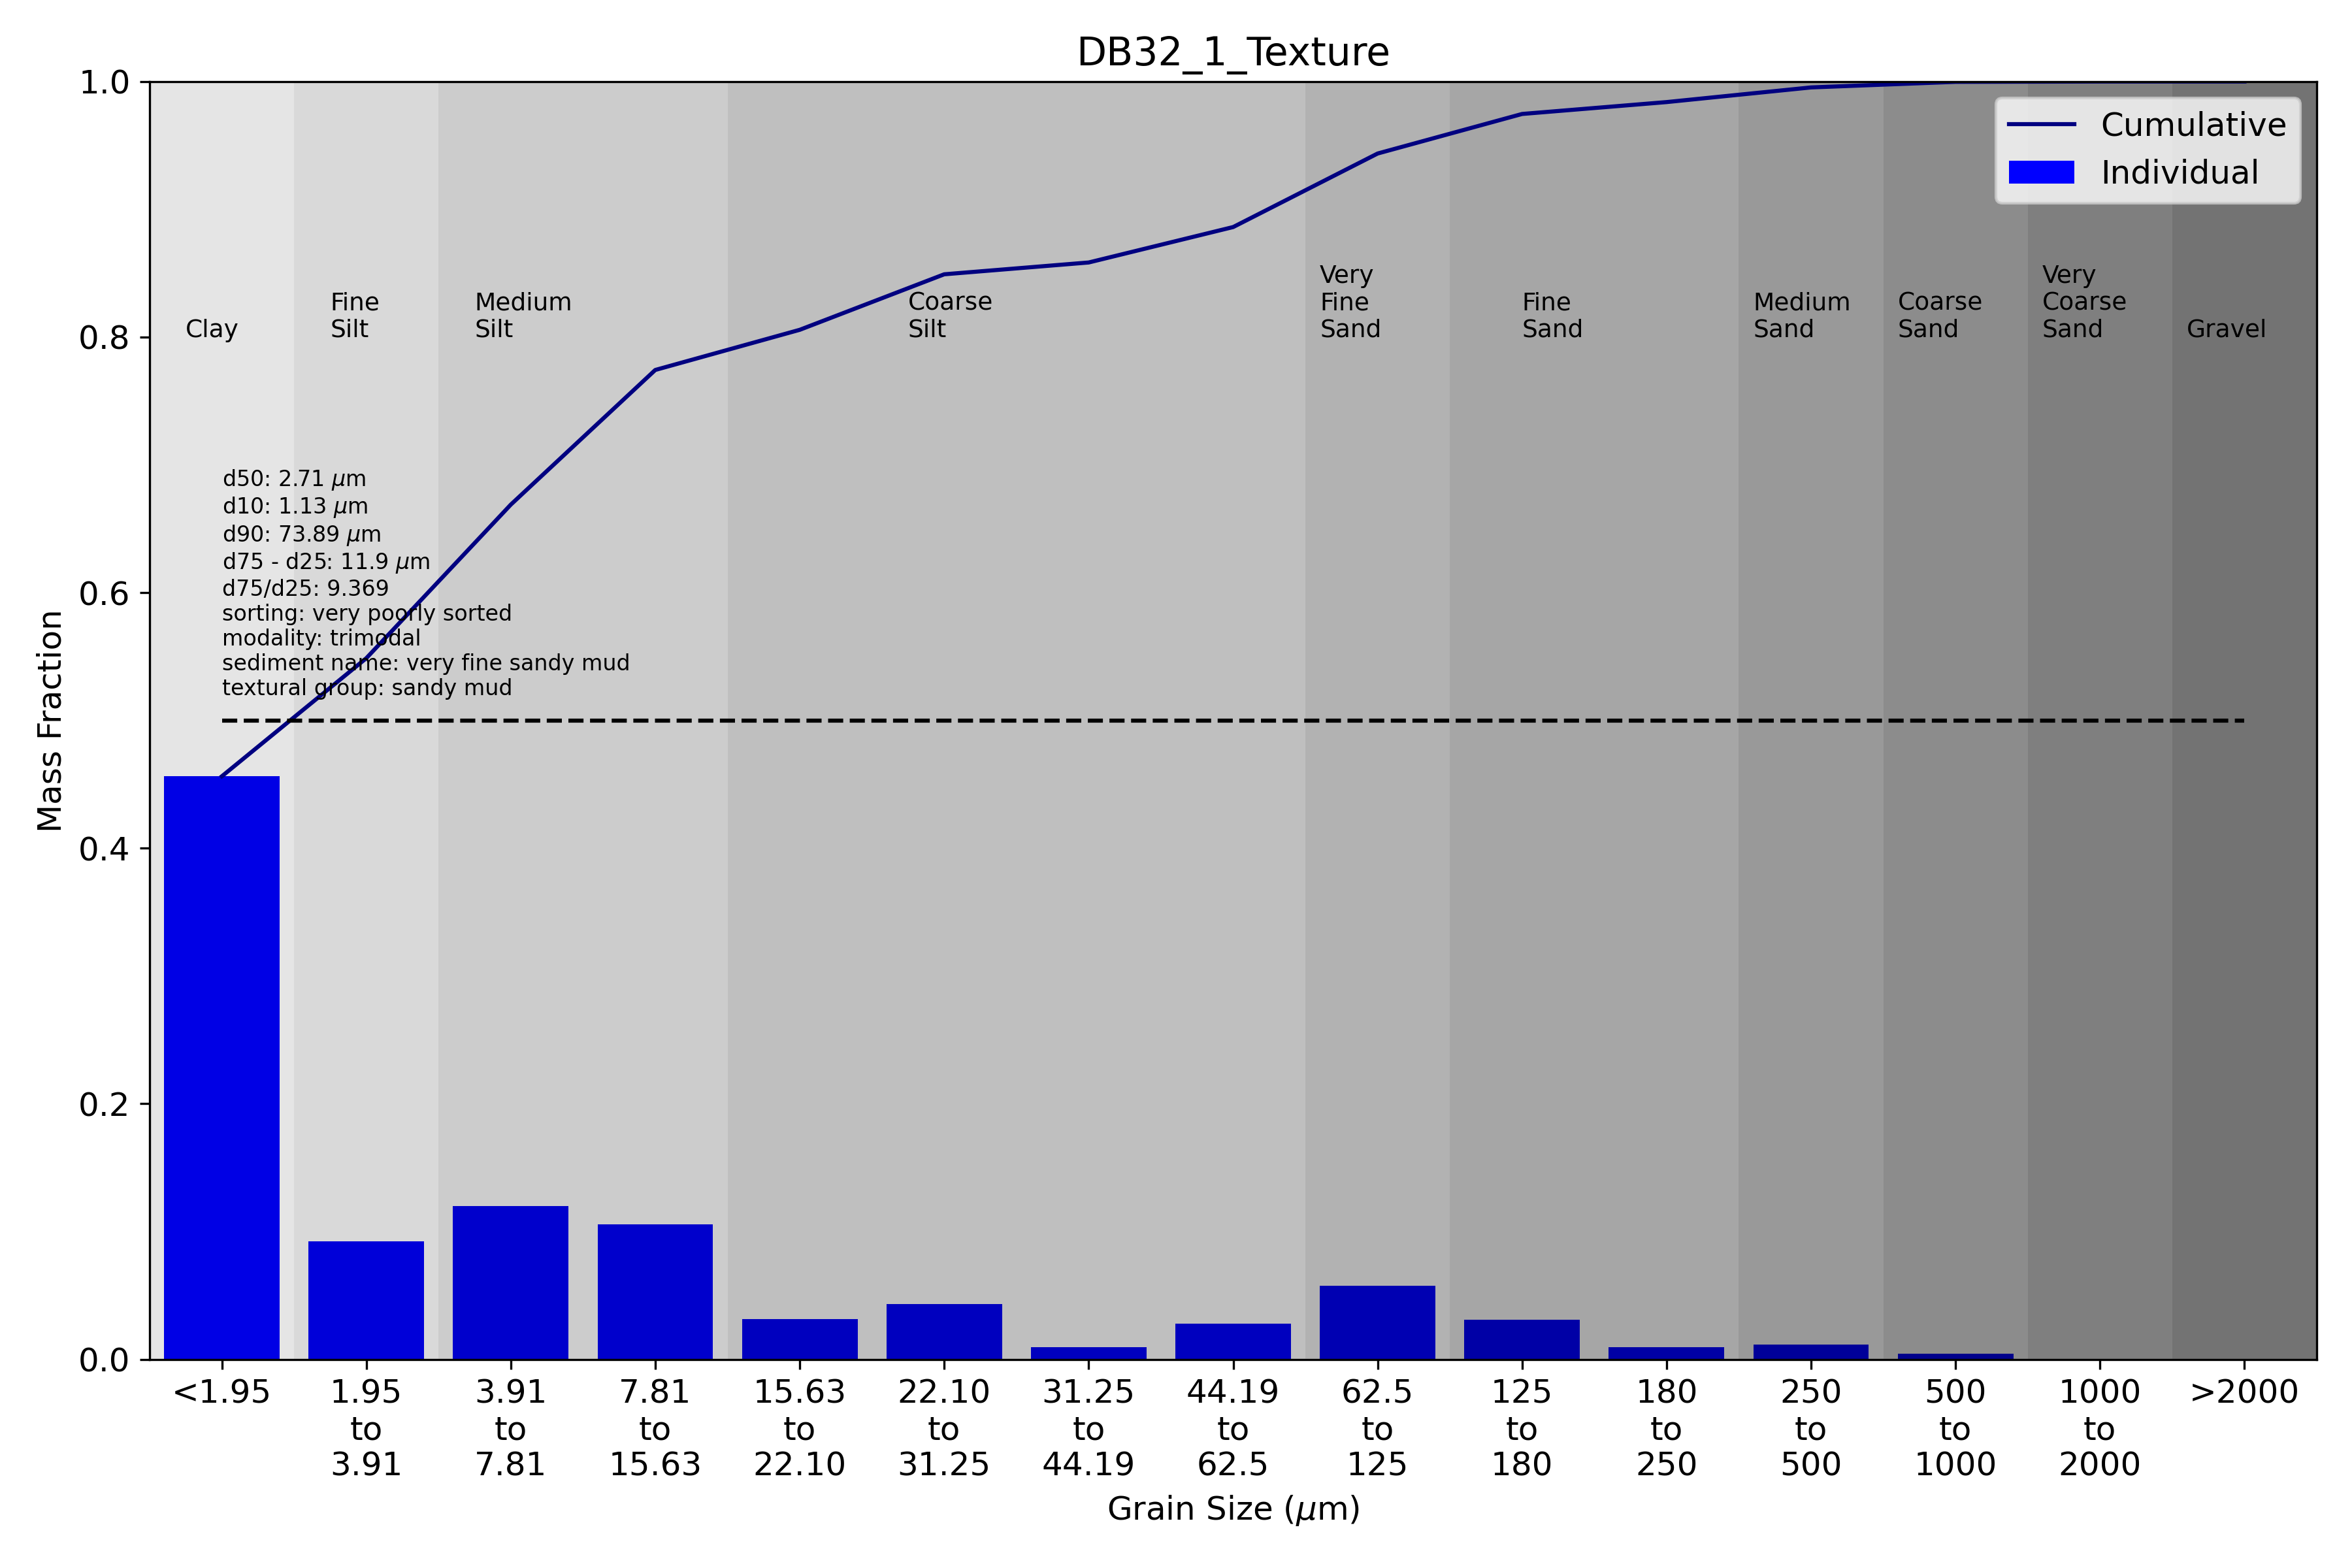 DB32_1_Texture
1.0
0.8
0.6
0.4
0.2
0.0
Mass Fraction
Cumulative
Individual
Clay
Fine
Silt
Medium
Silt
Coarse
Silt
Very
Fine
Sand
Fine
Sand
Medium
Sand
Coarse
Sand
Very
Coarse
Sand
Gravel
d50: 2.71 μm
d10: 1.13 μm
d90: 73.89 μm
d75 - d25: 11.9 μm
d75/d25: 9.369
sorting: very poorly sorted
modality: trimodal
sediment name: very fine sandy mud
textural group: sandy mud
<1.95
1.95
to
3.91
3.91
to
7.81
7.81
to
15.63
15.63
to
22.10
22.10
to
31.25
31.25
to
44.19
44.19
to
62.5
62.5
to
125
125
to
180
180
to
250
250
to
500
500
to
1000
1000
to
2000
>2000
Grain Size (μm)